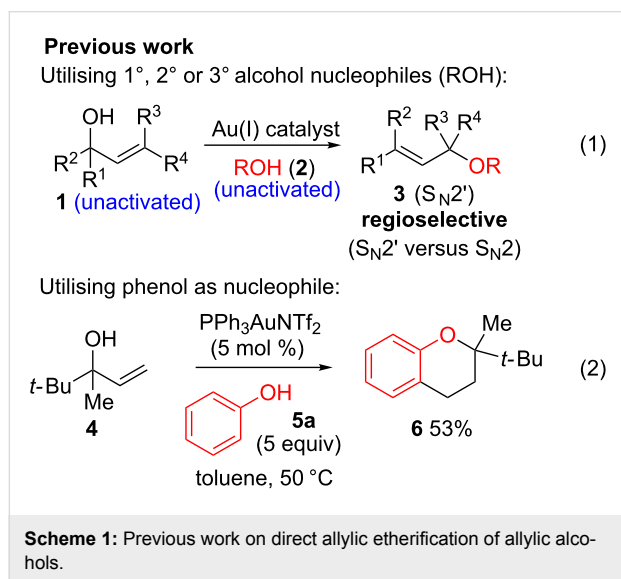 Previous work
Utilising 1°, 2° or 3° alcohol nucleophiles (ROH):
OH
R³
R²
R¹
R⁴
1 (unactivated)
Au(I) catalyst
ROH (2)
(unactivated)
R²
R³
R⁴
R¹
OR
3 (SN2')
regioselective
(SN2' versus SN2)
(1)
Utilising phenol as nucleophile:
OH
t-Bu
Me
4
PPh₃AuNTf₂
(5 mol %)
OH
5a
(5 equiv)
toluene, 50 °C
O
Me
t-Bu
6 53%
(2)
Scheme 1: Previous work on direct allylic etherification of allylic alco-
hols.